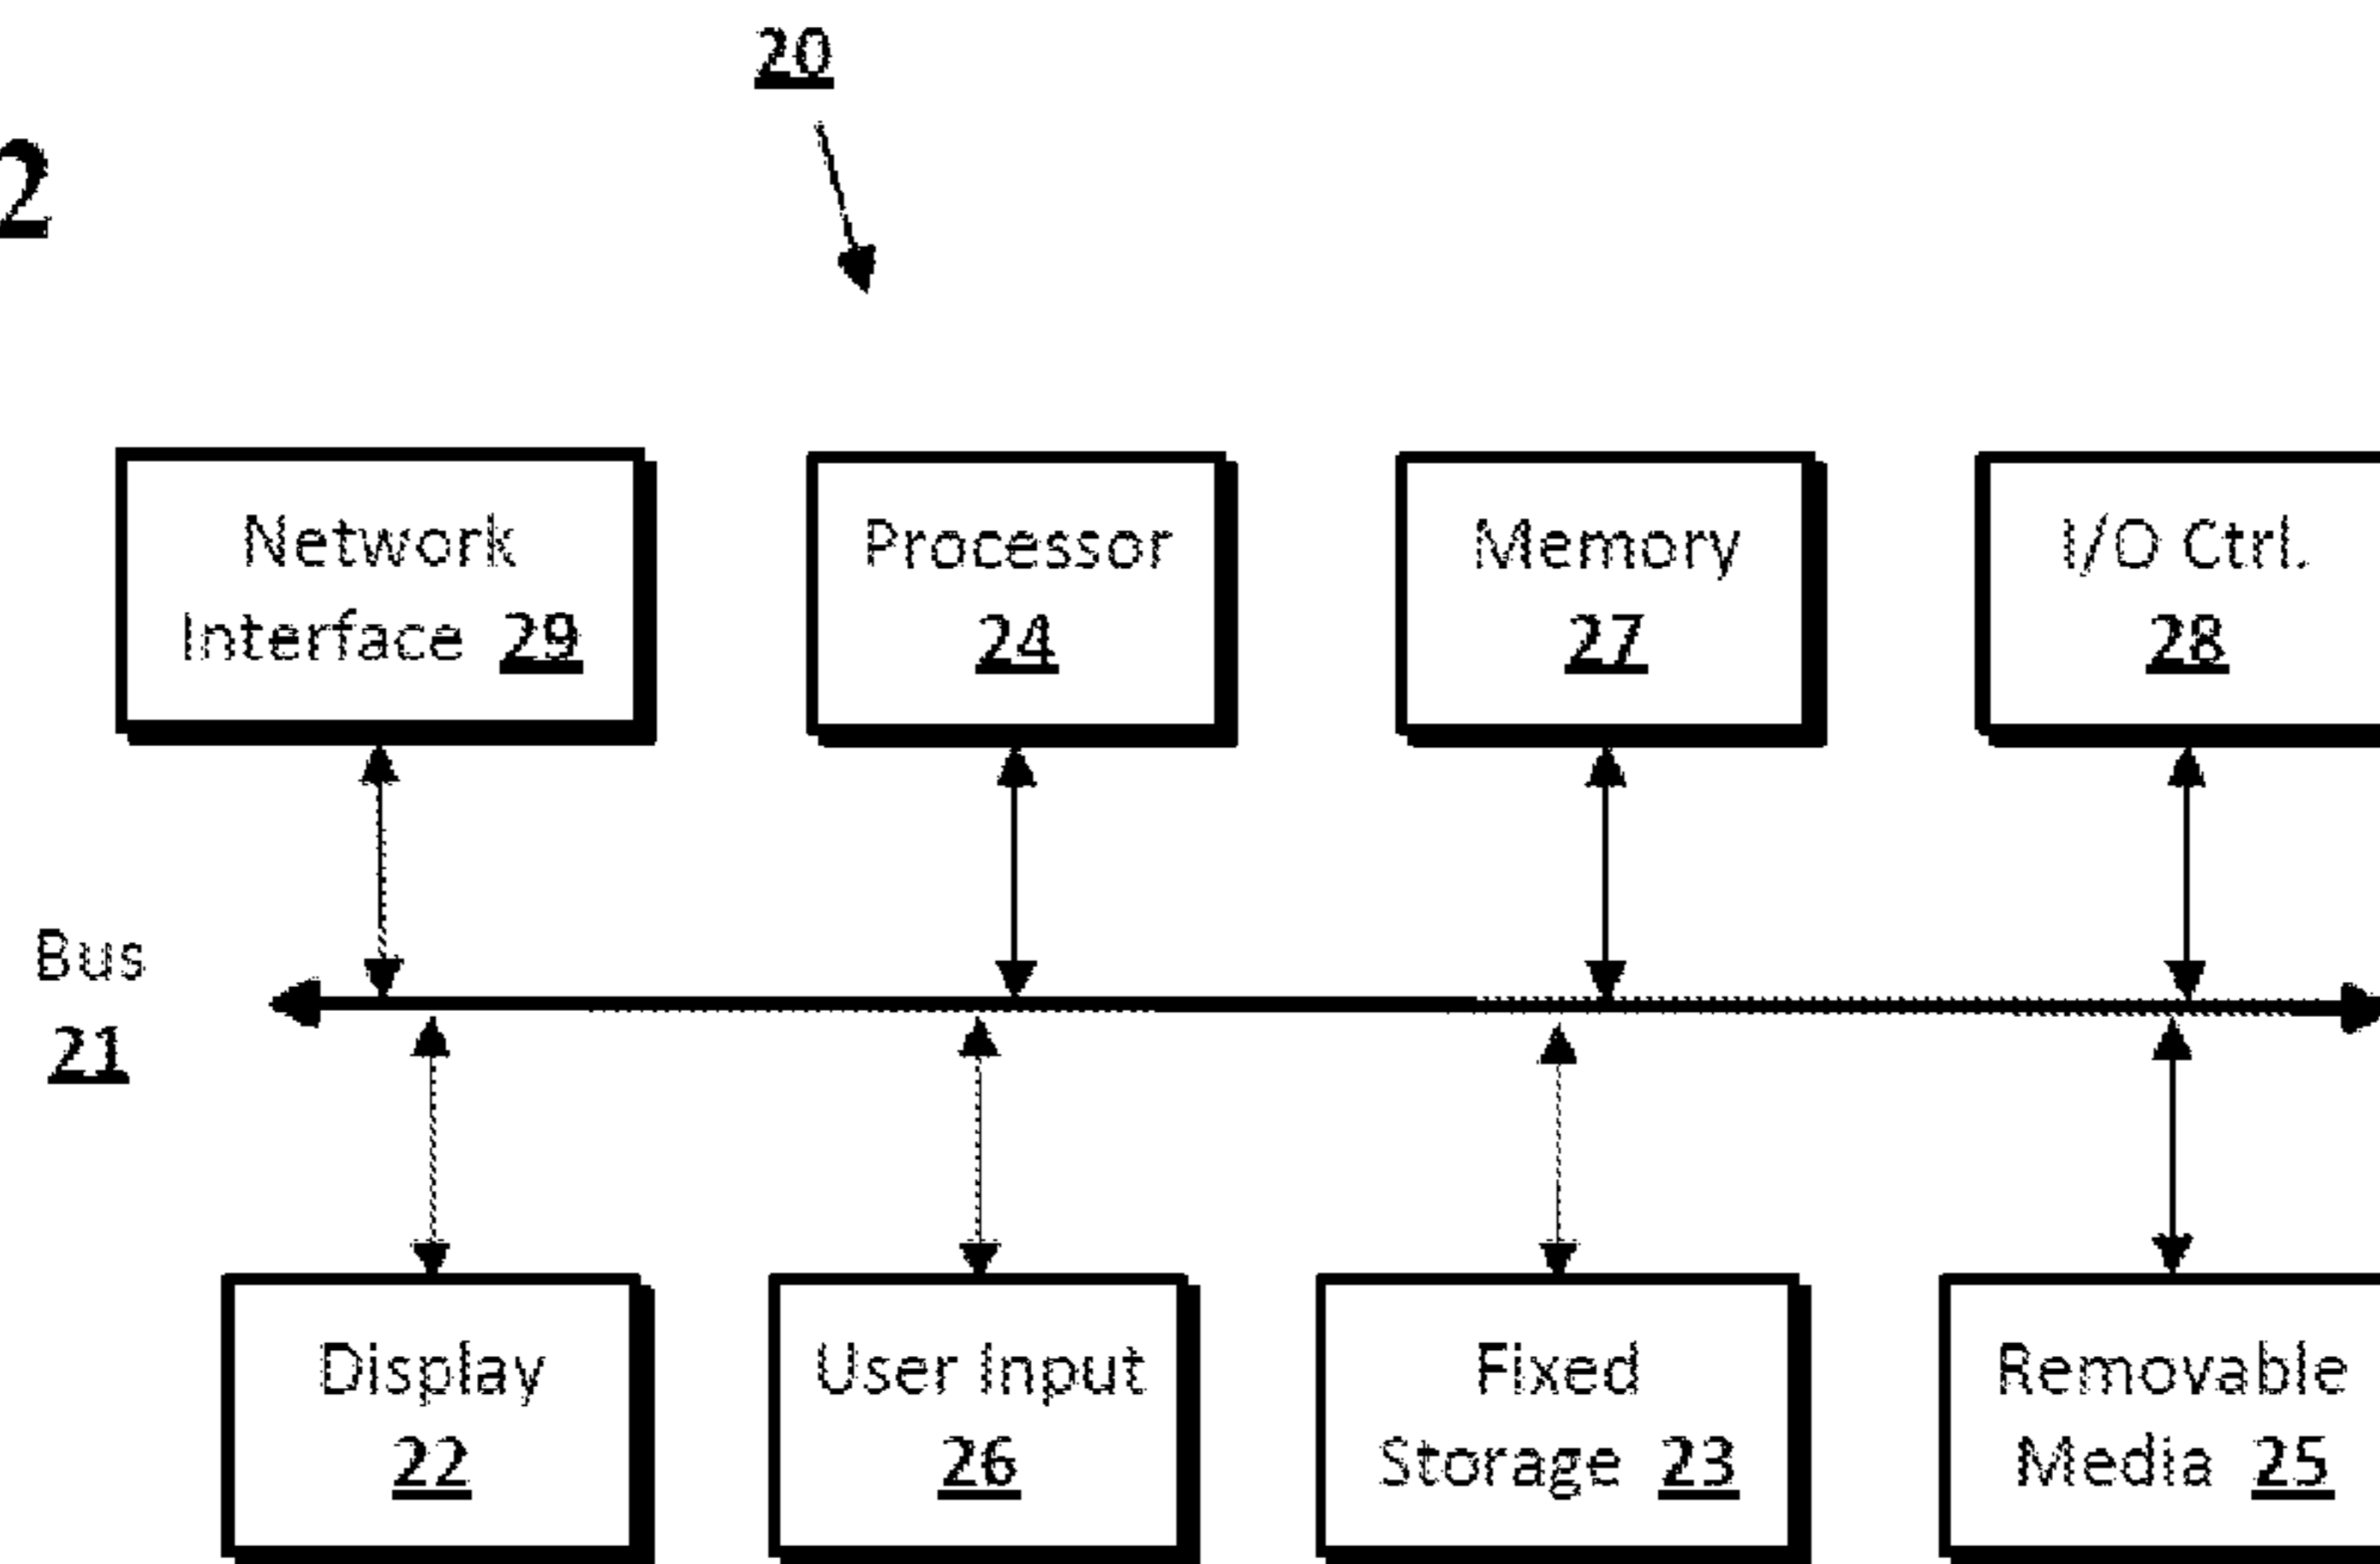 20
2
Network
Interface 29
Processor
24
Memory
27
I/O Ctrl.
28
Bus
21
Display
22
User Input
26
Fixed
Storage 23
Removable
Media 25